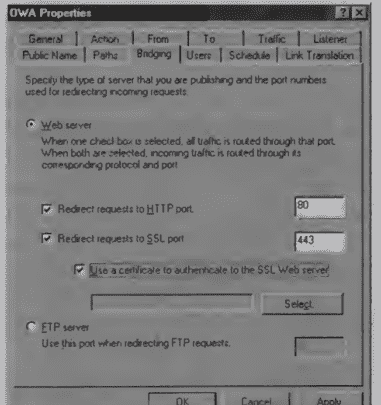 OWA Properties
General Action From To Traffic Listener
Public Name Paths Bridging Users Schedule Link Translation
Specify the type of server that you are publishing and the port numbers
used for redirecting incoming requests.
Web server
When one check box is selected, all traffic is routed through that port.
When both are selected, incoming traffic is routed through its
corresponding protocol and port.
Redirect requests to HTTP port: 80
Redirect requests to SSL port: 443
Use a certificate to authenticate to the SSL Web server:
Select...
FTP server
Use this port when redirecting FTP requests.
OK Cancel Apply